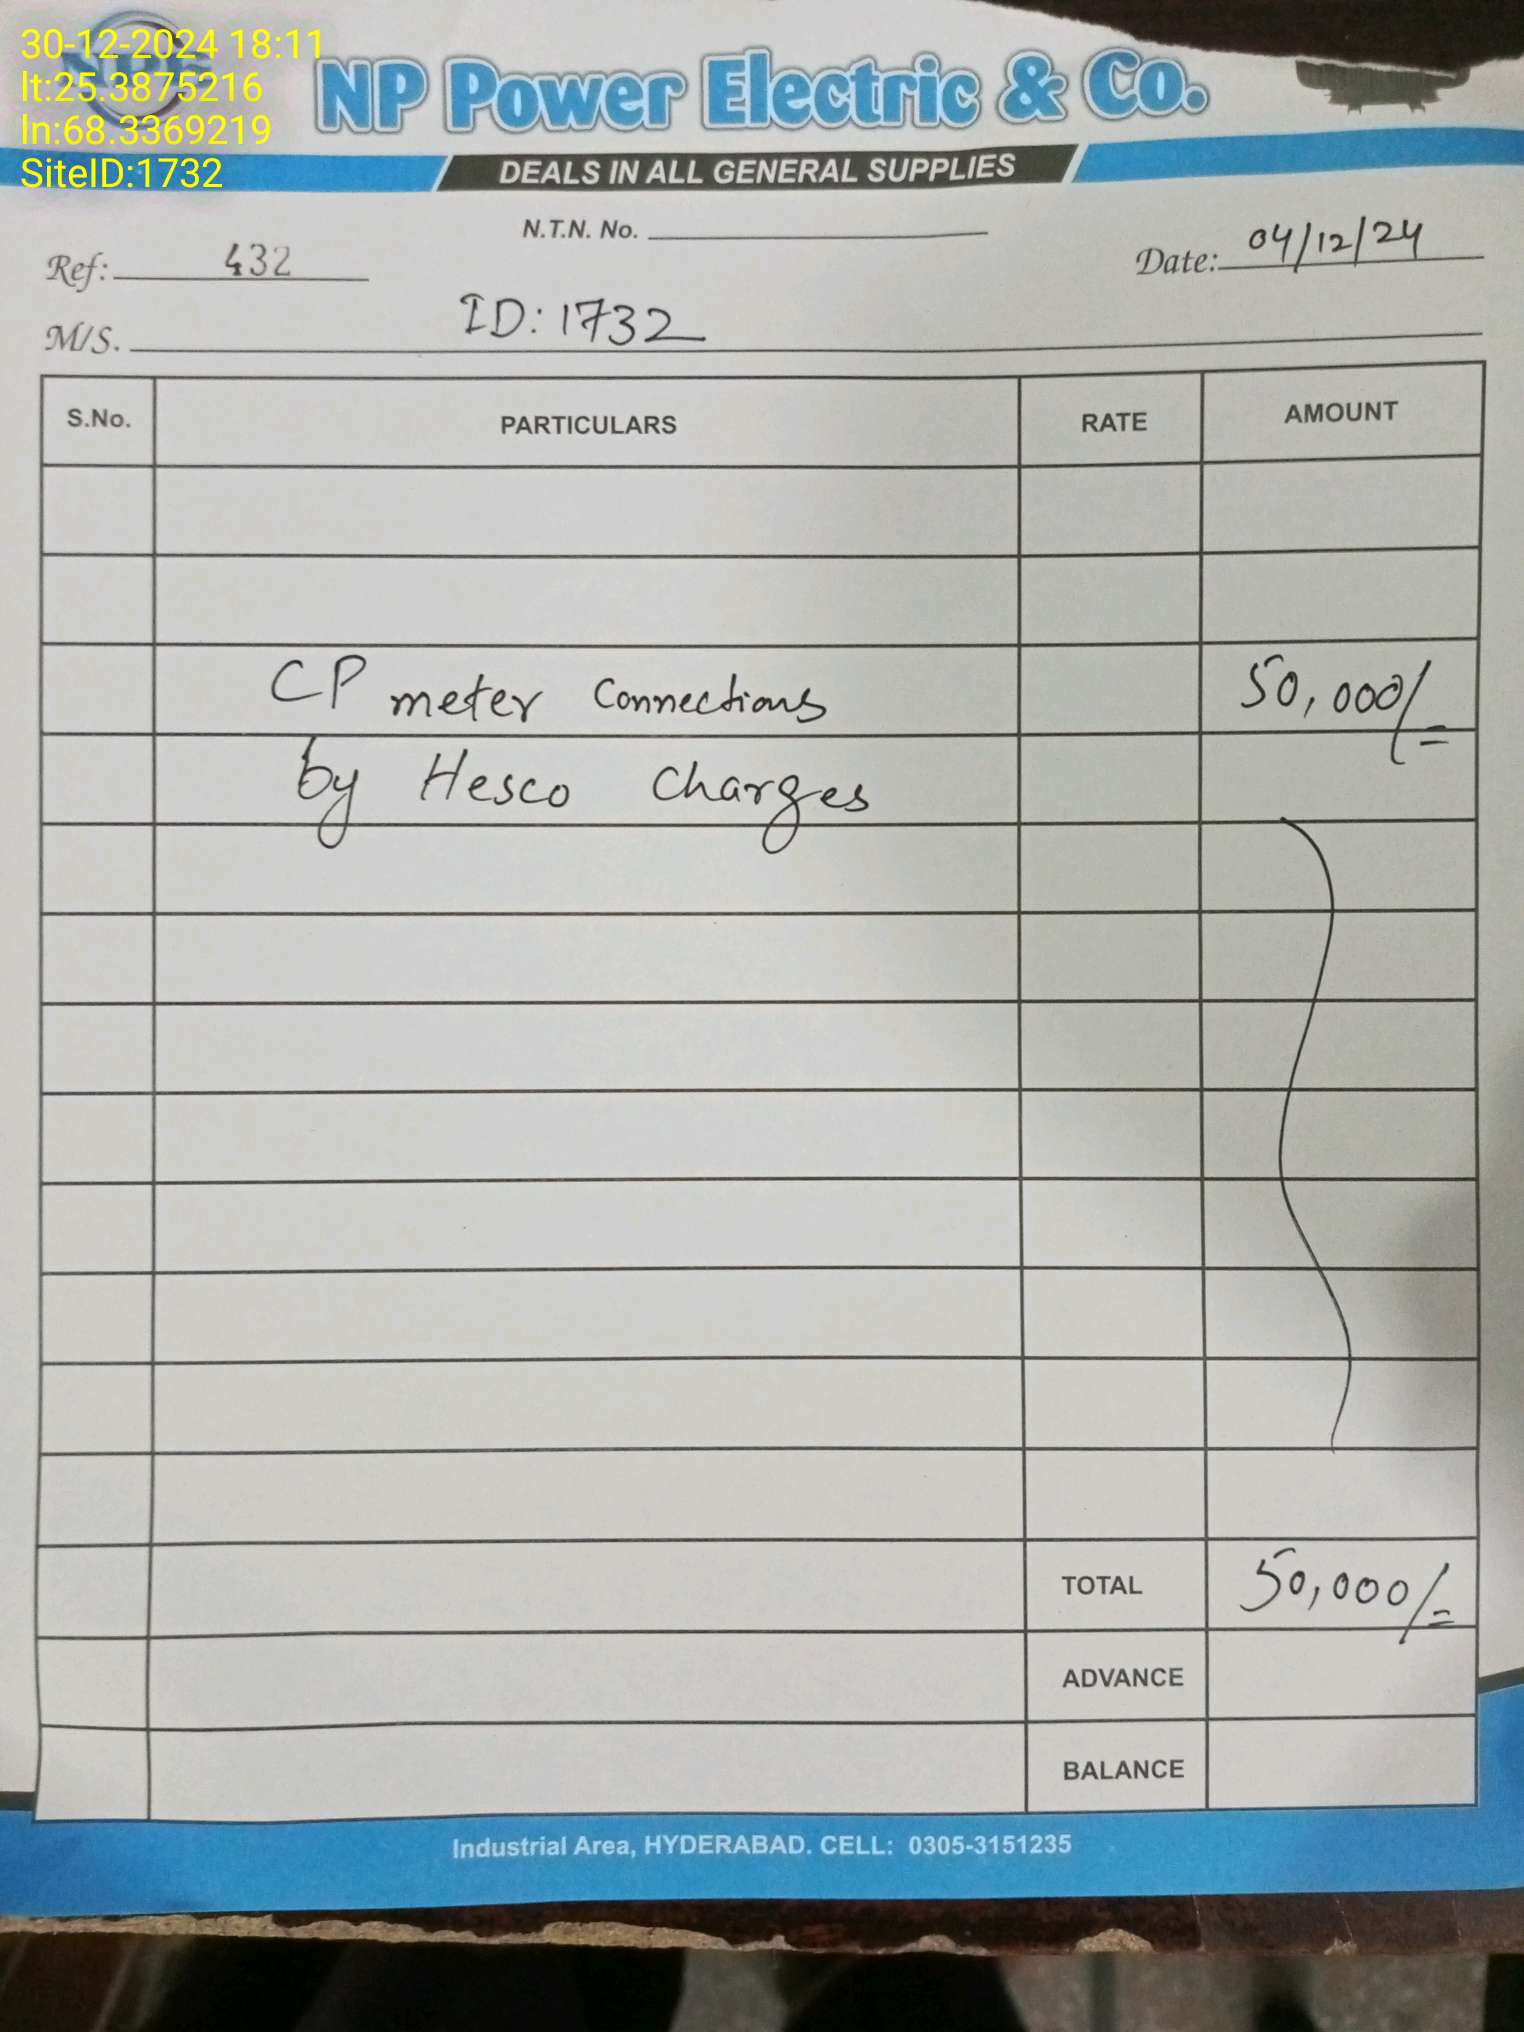 30-12-2024 18:11
lt:25.3875216
ln:68.3369219
SiteID:1732
NP Power Electric & Co.
DEALS IN ALL GENERAL SUPPLIES
N.T.N. No.
Ref: 432
Date: 04/12/24
M/S. ID: 1732
S.No. PARTICULARS RATE AMOUNT
CP meter Connections 50,000/=
by Hesco Charges
TOTAL 50,000/=
ADVANCE
BALANCE
Industrial Area, HYDERABAD. CELL: 0305-3151235